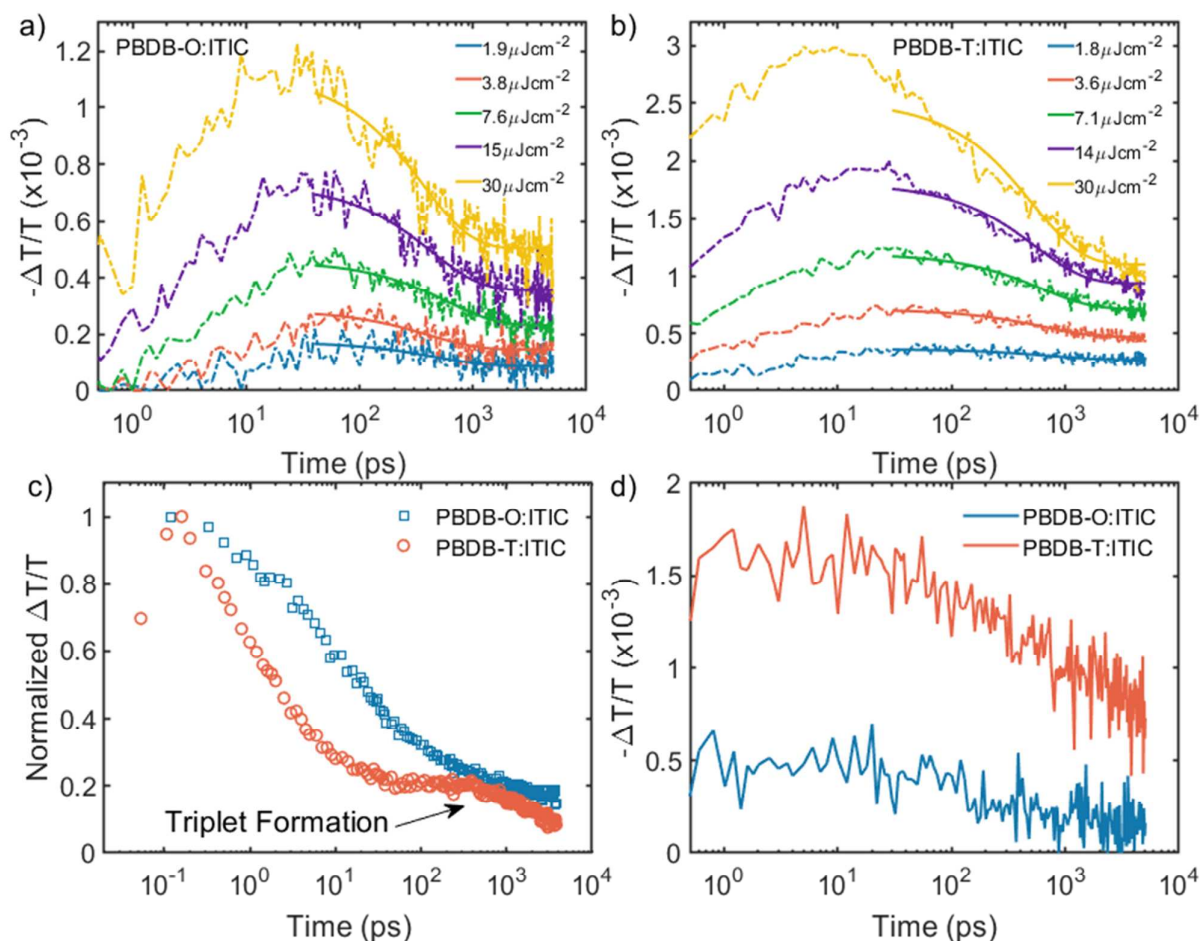 a)
PBDB-O:ITIC
1.9μJcm⁻²
3.8μJcm⁻²
7.6μJcm⁻²
15μJcm⁻²
30μJcm⁻²
-ΔT/T (x10⁻³)
1.2
1
0.8
0.6
0.4
0.2
0
10⁰ 10¹ 10² 10³ 10⁴
Time (ps)
b)
PBDB-T:ITIC
1.8μJcm⁻²
3.6μJcm⁻²
7.1μJcm⁻²
14μJcm⁻²
30μJcm⁻²
-ΔT/T (x10⁻³)
3
2.5
2
1.5
1
0.5
0
10⁰ 10¹ 10² 10³ 10⁴
Time (ps)
c)
PBDB-O:ITIC
PBDB-T:ITIC
Normalized ΔT/T
1
0.8
0.6
0.4
0.2
0
Triplet Formation
10⁻¹ 10⁰ 10¹ 10² 10³ 10⁴
Time (ps)
d)
PBDB-O:ITIC
PBDB-T:ITIC
-ΔT/T (x10⁻³)
2
1.5
1
0.5
0
10⁰ 10¹ 10² 10³ 10⁴
Time (ps)